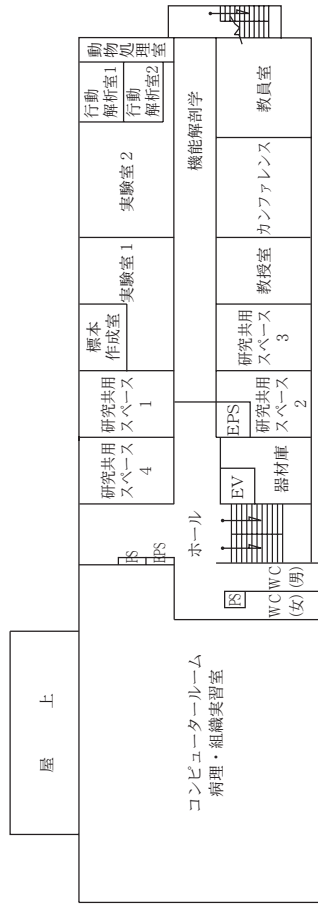 動物処理室
行動
解析室1
行動
解析室2
実験室2
実験室1
標本
作成室
研究共用
スペース
1
研究共用
スペース
4
機能解剖学
教員室
カンファレンス
教授室
研究共用
スペース
3
研究共用
スペース
2
EPS
EV
器材庫
ホール
PS
EPS
PS
WC
(男)
WC
(女)
コンピュータールーム
病理・組織実習室
屋上